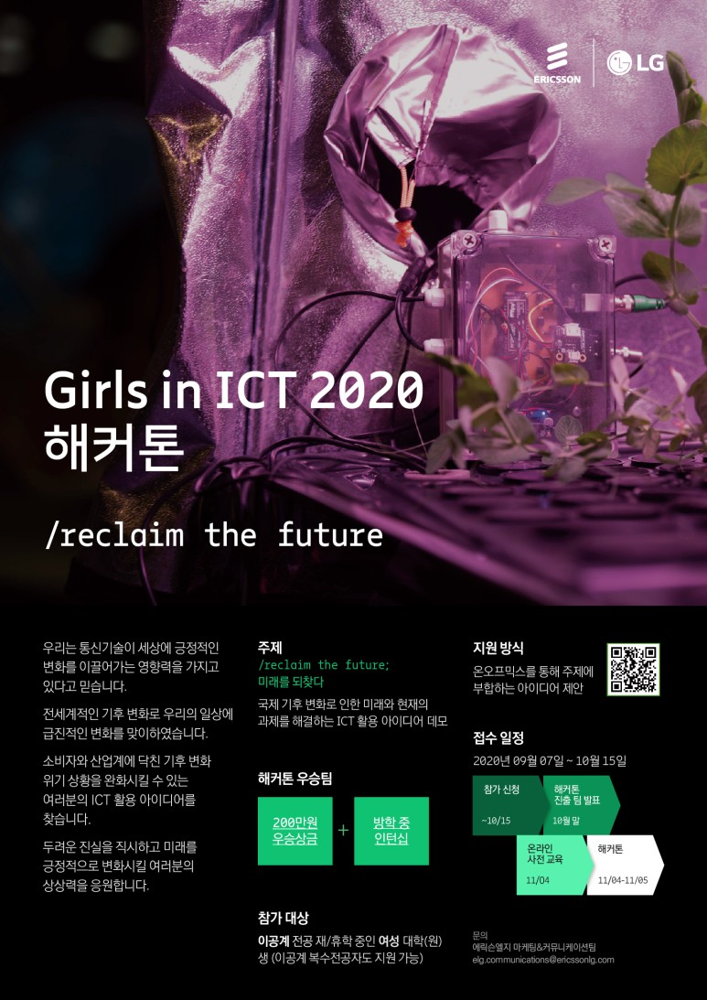 ERICSSON
LG
Girls in ICT 2020
해커톤
/reclaim the future
우리는 통신기술이 세상에 긍정적인
변화를 이끌어가는 영향력을 가지고
있다고 믿습니다.
전세계적인 기후 변화로 우리의 일상에
급진적인 변화를 맞이하였습니다.
소비자와 산업계에 닥친 기후 변화
위기 상황을 완화시킬 수 있는
여러분의 ICT 활용 아이디어를
찾습니다.
두려운 진실을 직시하고 미래를
긍정적으로 변화시킬 여러분의
상상력을 응원합니다.
주제
/reclaim the future;
미래를 되찾다
국제 기후 변화로 인한 미래와 현재의
과제를 해결하는 ICT 활용 아이디어 데모
해커톤 우승팀
200만원
우승상금
+
방학 중
인턴십
참가 대상
이공계 전공 재/휴학 중인 여성 대학(원)
생 (이공계 복수전공자도 지원 가능)
지원 방식
온오프믹스를 통해 주제에
부합하는 아이디어 제안
접수 일정
2020년 09월 07일 ~ 10월 15일
참가 신청
~10/15
해커톤
진출 팀 발표
10월 말
온라인
사전 교육
11/04
해커톤
11/04-11/05
문의
에릭슨엘지 마케팅&커뮤니케이션팀
elg.communications@ericssonlg.com